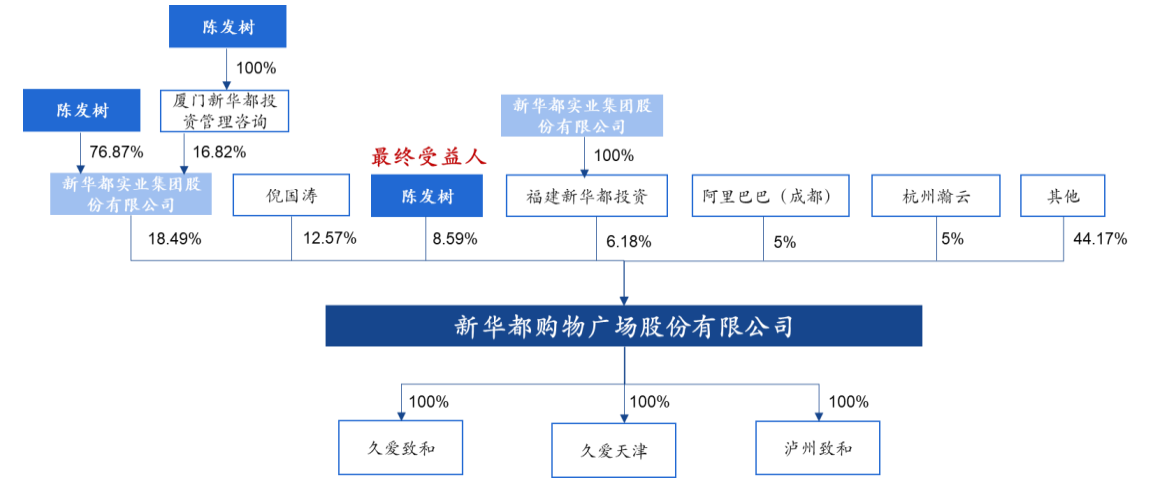 陈发树
100%
陈发树
厦门新华都投
资管理咨询
新华都实业集团股
份有限公司
76.87%
16.82%
最终受益人
100%
新华都实业集团股
份有限公司
倪国涛
陈发树
福建新华都投资
阿里巴巴（成都）
杭州瀚云
其他
18.49%
12.57%
8.59%
6.18%
5%
5%
44.17%
新华都购物广场股份有限公司
100%
100%
100%
久爱致和
久爱天津
泸州致和